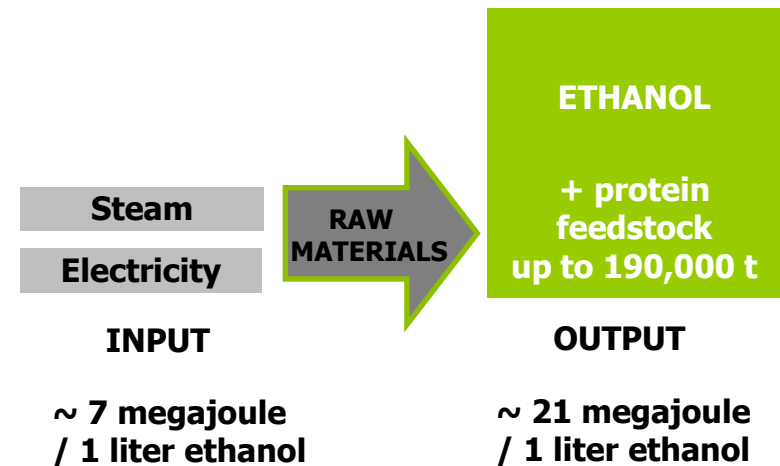 Steam
Electricity
INPUT
~ 7 megajoule
/ 1 liter ethanol
RAW
MATERIALS
ETHANOL
+ protein
feedstock
up to 190,000 t
OUTPUT
~ 21 megajoule
/ 1 liter ethanol